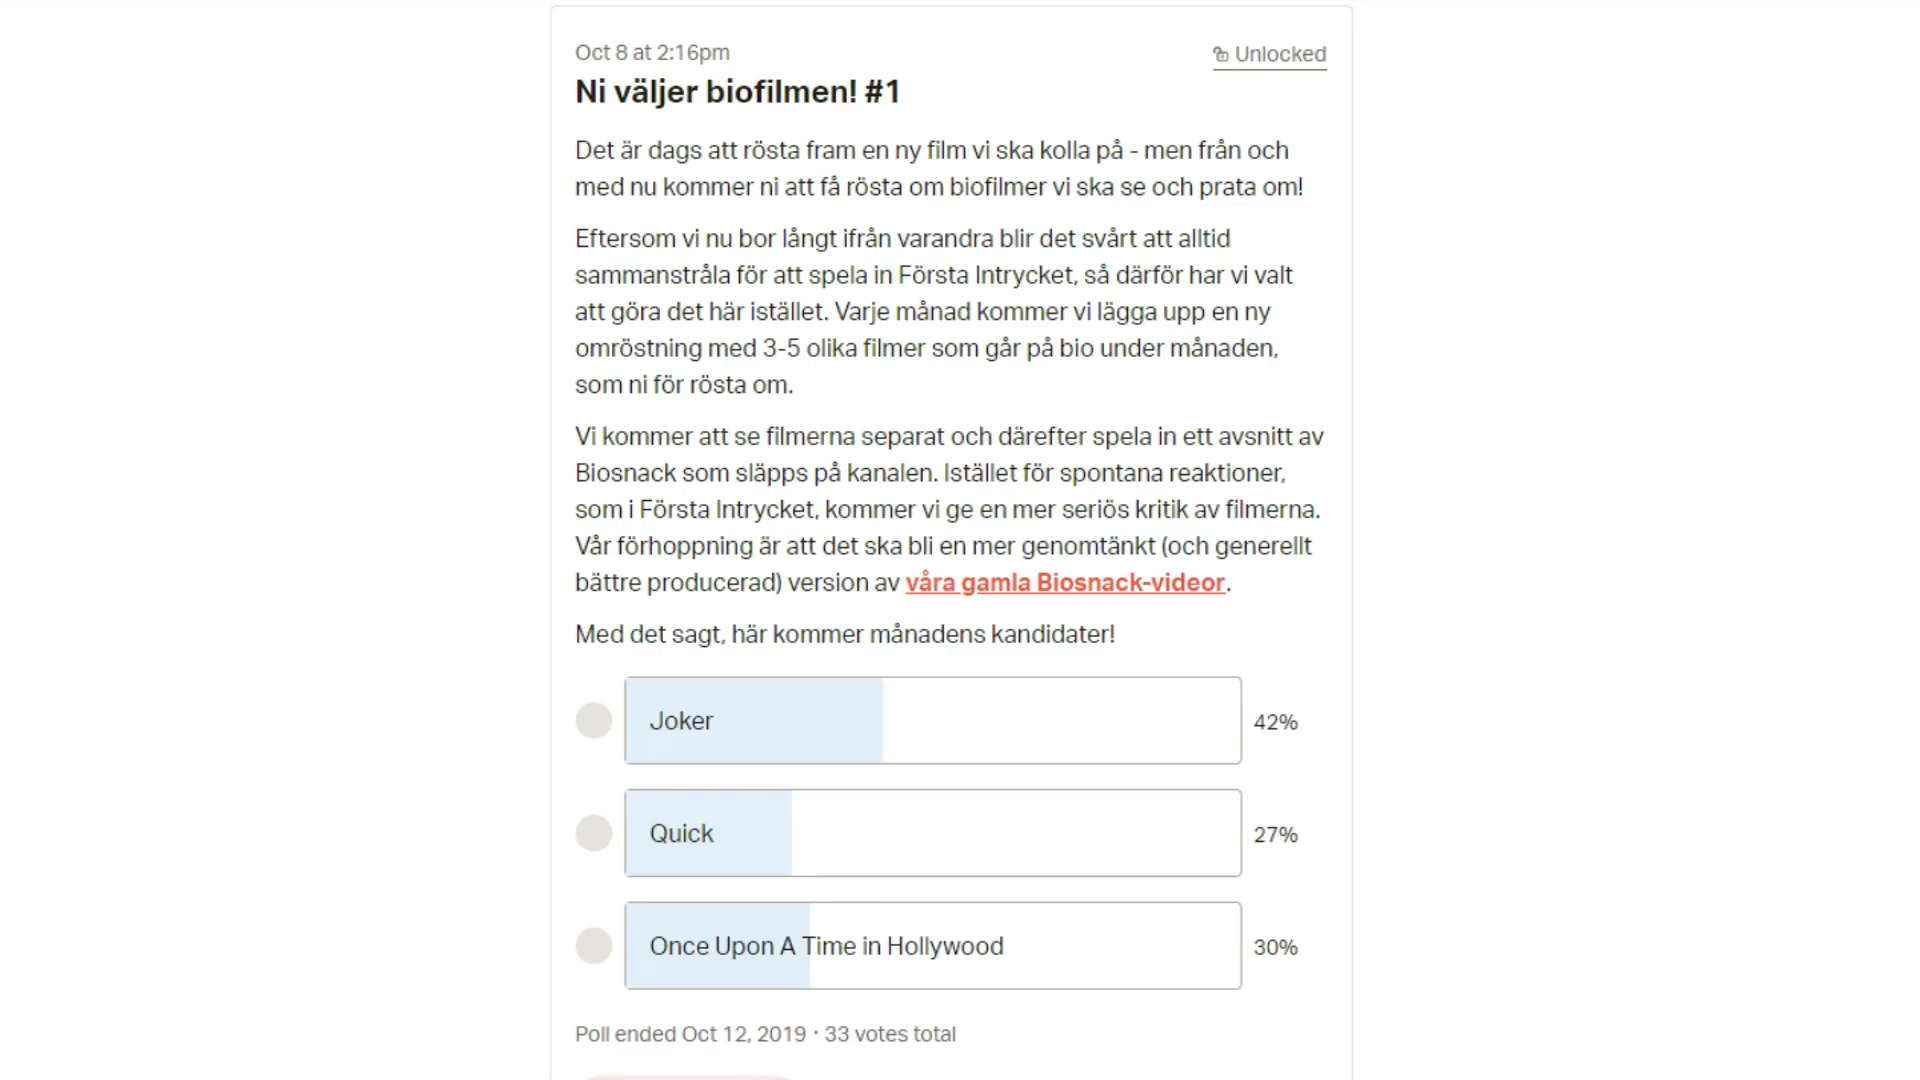 Oct 8 at 2:16pm
Unlocked
Ni väljer biofilmen! #1
Det är dags att rösta fram en ny film vi ska kolla på - men från och
med nu kommer ni att få rösta om biofilmer vi ska se och prata om!
Eftersom vi nu bor långt ifrån varandra blir det svårt att alltid
sammanstråla för att spela in Första Intrycket, så därför har vi valt
att göra det här istället. Varje månad kommer vi lägga upp en ny
omröstning med 3-5 olika filmer som går på bio under månaden,
som ni för rösta om.
Vi kommer att se filmerna separat och därefter spela in ett avsnitt av
Biosnack som släpps på kanalen. Istället för spontana reaktioner,
som i Första Intrycket, kommer vi ge en mer seriös kritik av filmerna.
Vår förhoppning är att det ska bli en mer genomtänkt (och generellt
bättre producerad) version av våra gamla Biosnack-videor.
Med det sagt, här kommer månadens kandidater!
Joker 42%
Quick 27%
Once Upon A Time in Hollywood 30%
Poll ended Oct 12, 2019 · 33 votes total